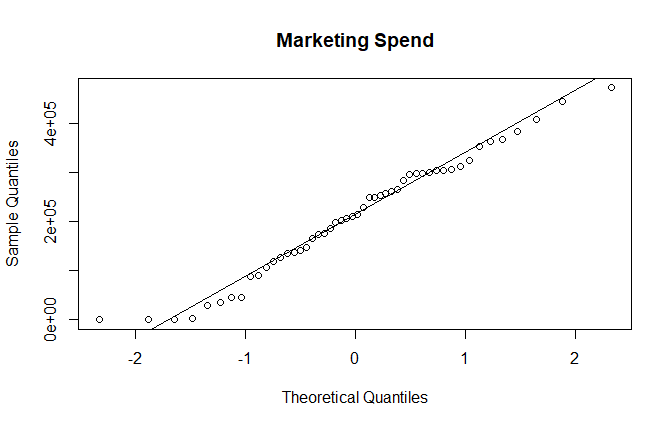 Marketing Spend
Sample Quantiles
4e+05
2e+05
0e+00
-2 -1 0 1 2
Theoretical Quantiles